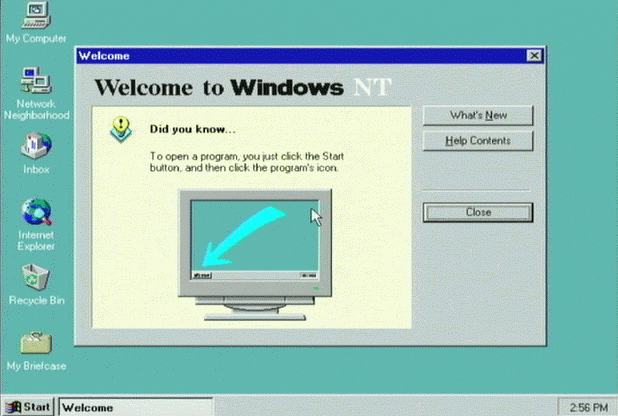 My Computer
Network
Neighborhood
Inbox
Internet
Explorer
Recycle Bin
My Briefcase
Welcome
Welcome to Windows NT
Did you know...
To open a program, you just click the Start
button, and then click the program's icon.
What's New
Help Contents
Close
Start
Welcome
2:56 PM